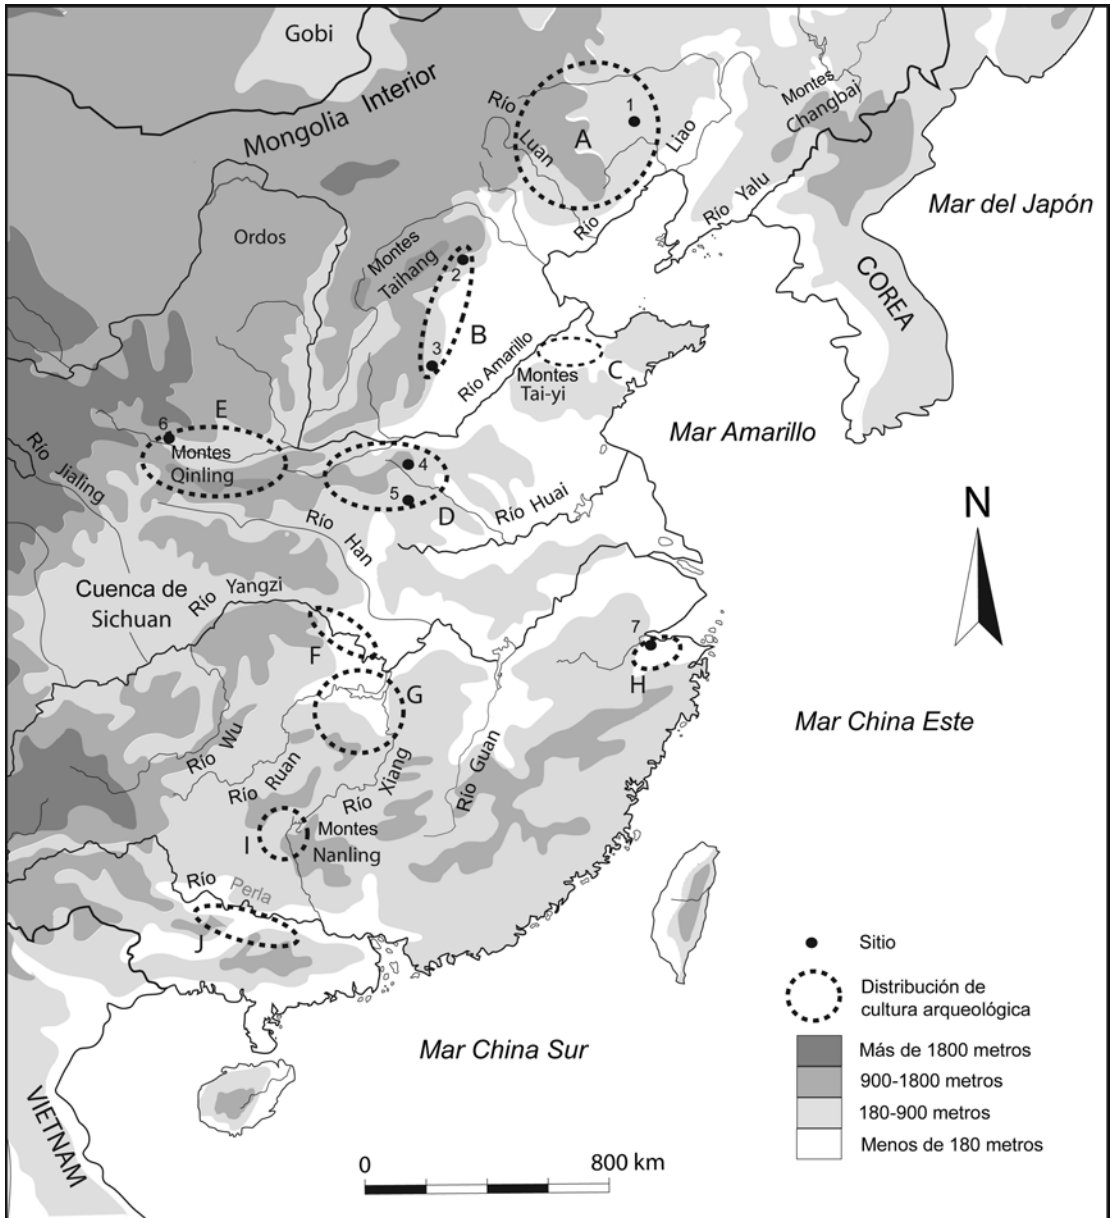 Gobi
Mongolia Interior
Río
Luan
A
1
Liao
Río
Montes
Changbai
Río Yalu
Mar del Japón
Ordos
Montes
Taihang
2
B
3
COREA
Río Amarillo
Montes
Tai-yi
C
Mar Amarillo
E
6
Montes
Qinling
Río Jialing
4
5
D
Río Huai
Río Han
N
Cuenca de
Sichuan
Río Yangzi
F
7
H
G
Mar China Este
Río Wu
Río Ruan
Río Xiang
Río Guan
I
Montes
Nanling
Río Perla
J
Sitio
Distribución de
cultura arqueológica
Mar China Sur
Más de 1800 metros
900-1800 metros
180-900 metros
Menos de 180 metros
VIETNAM
0 800 km